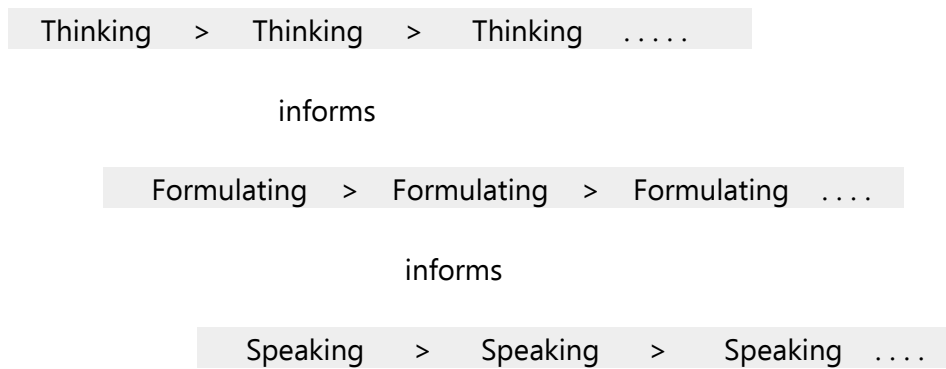 Thinking > Thinking > Thinking . . . . .
informs
Formulating > Formulating > Formulating . . . .
informs
Speaking > Speaking > Speaking . . . .